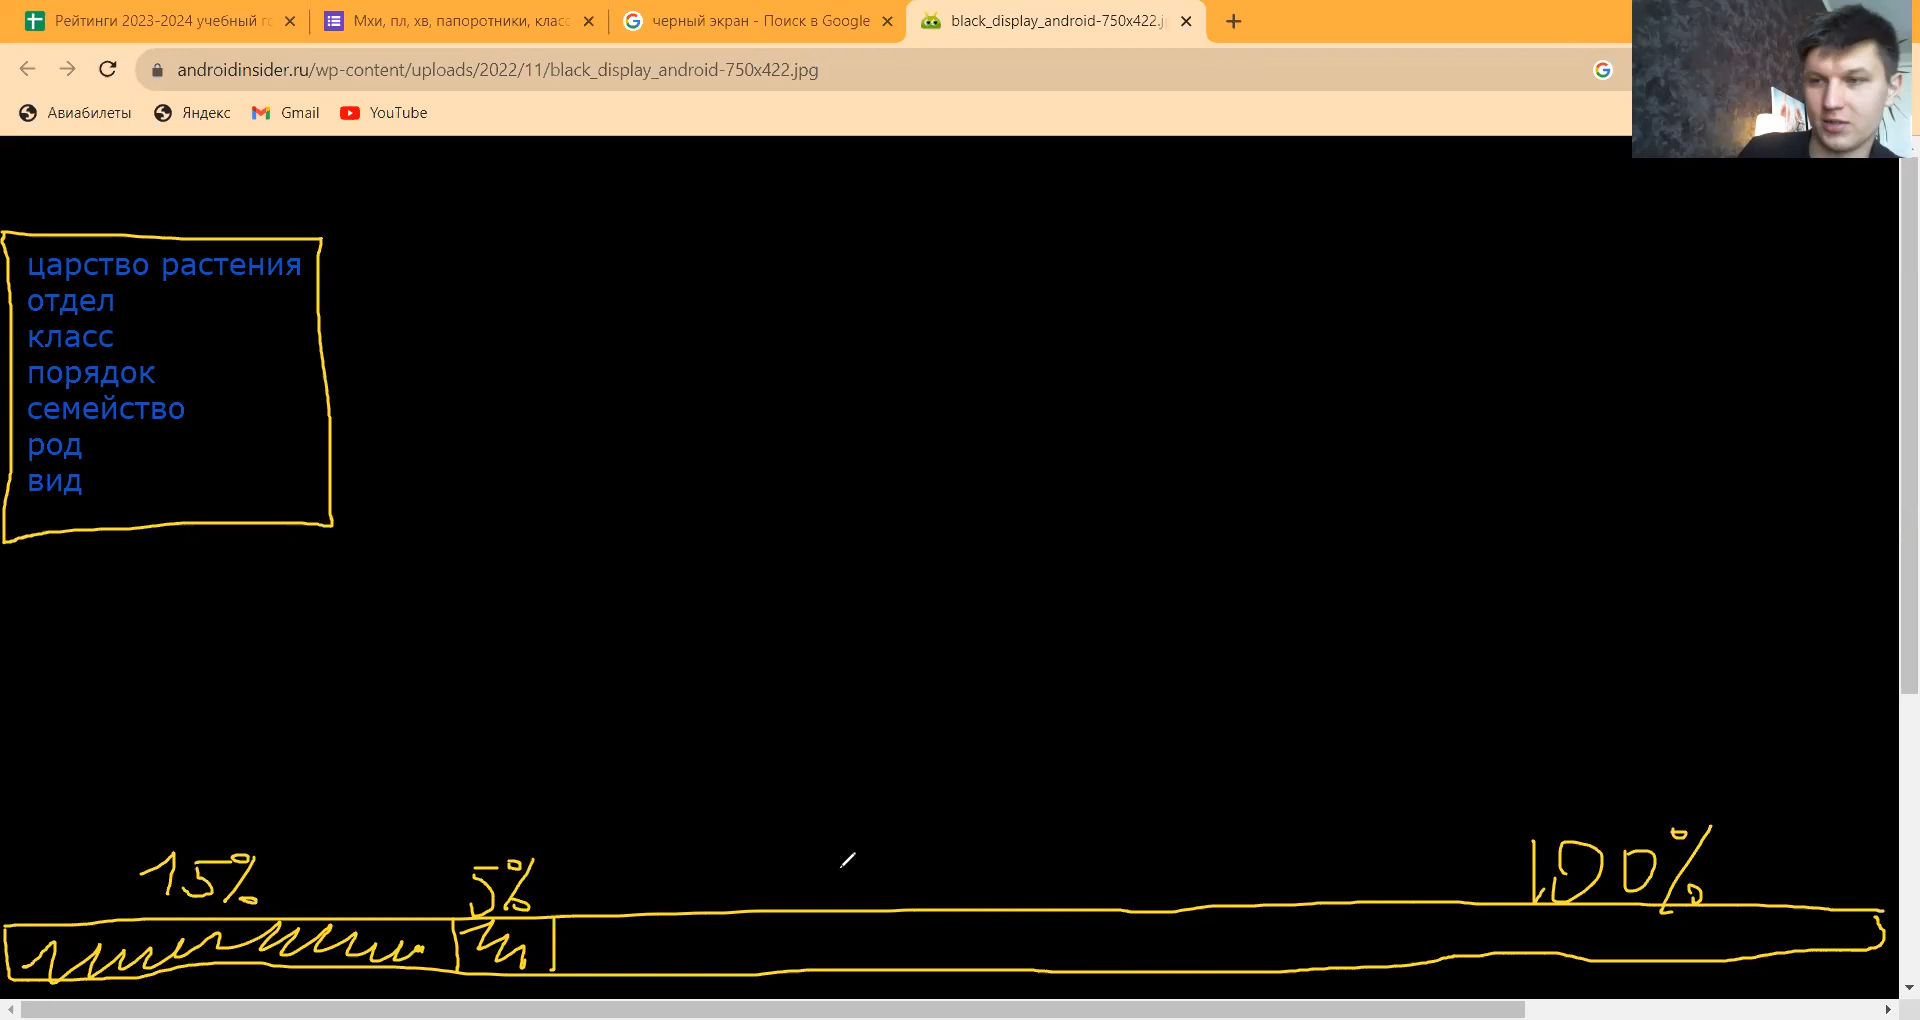 Рейтинги 2023-2024 учебный г
Мхи, пл, хв, папоротники, клас
черный экран - Поиск в Google
black_display_android-750x422.j
androidinsider.ru/wp-content/uploads/2022/11/black_display_android-750x422.jpg
Авиабилеты
Яндекс
Gmail
YouTube
царство растения
отдел
класс
порядок
семейство
род
вид
15%
5%
100%